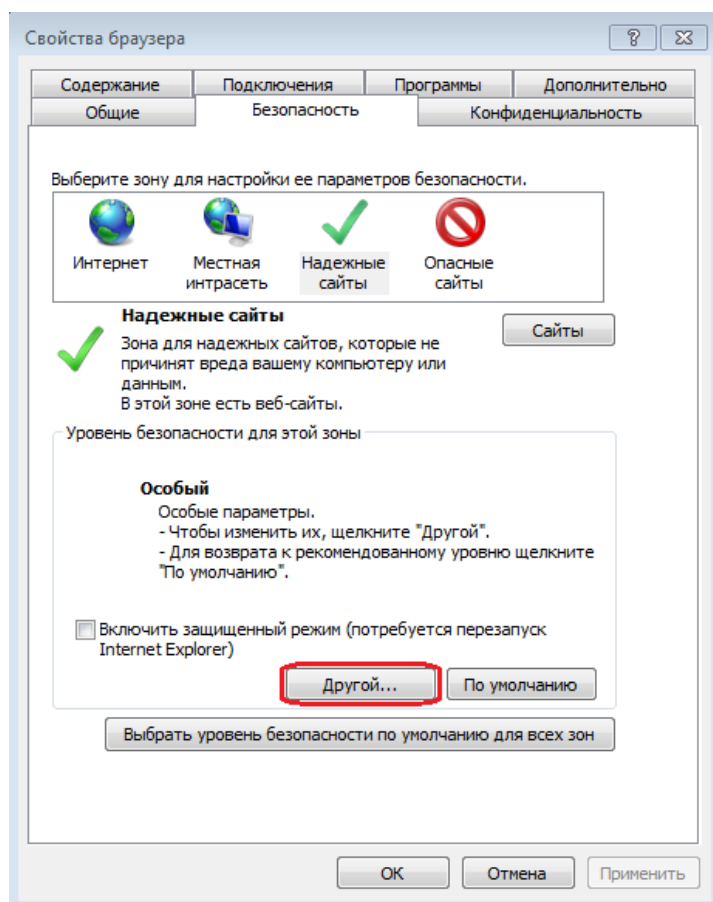 Свойства браузера
Содержание Подключения Программы Дополнительно
Общие Безопасность Конфиденциальность
Выберите зону для настройки ее параметров безопасности.
Интернет
Местная интрасеть
Надежные сайты
Опасные сайты
Надежные сайты
Сайты
Зона для надежных сайтов, которые не
причинят вреда вашему компьютеру или
данным.
В этой зоне есть веб-сайты.
Уровень безопасности для этой зоны
Особый
Особые параметры.
- Чтобы изменить их, щелкните "Другой".
- Для возврата к рекомендованному уровню щелкните
"По умолчанию".
Включить защищенный режим (потребуется перезапуск
Internet Explorer)
Другой... По умолчанию
Выбрать уровень безопасности по умолчанию для всех зон
ОК Отмена Применить